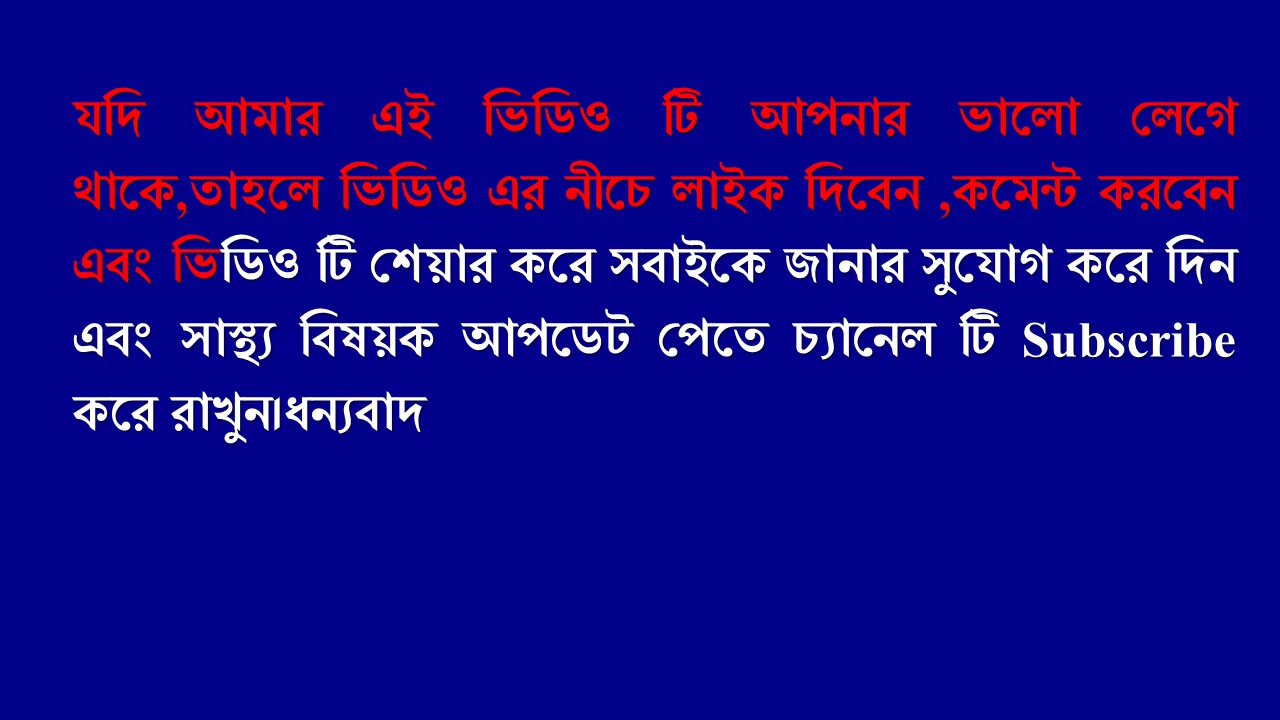 যদি আমার এই ভিডিও টি আপনার ভালো লেগে
থাকে,তাহলে ভিডিও এর নীচে লাইক দিবেন ,কমেন্ট করবেন
এবং ভিডিও টি শেয়ার করে সবাইকে জানার সুযোগ করে দিন
এবং সাস্থ্য বিষয়ক আপডেট পেতে চ্যানেল টি Subscribe
করে রাখুন।ধন্যবাদ